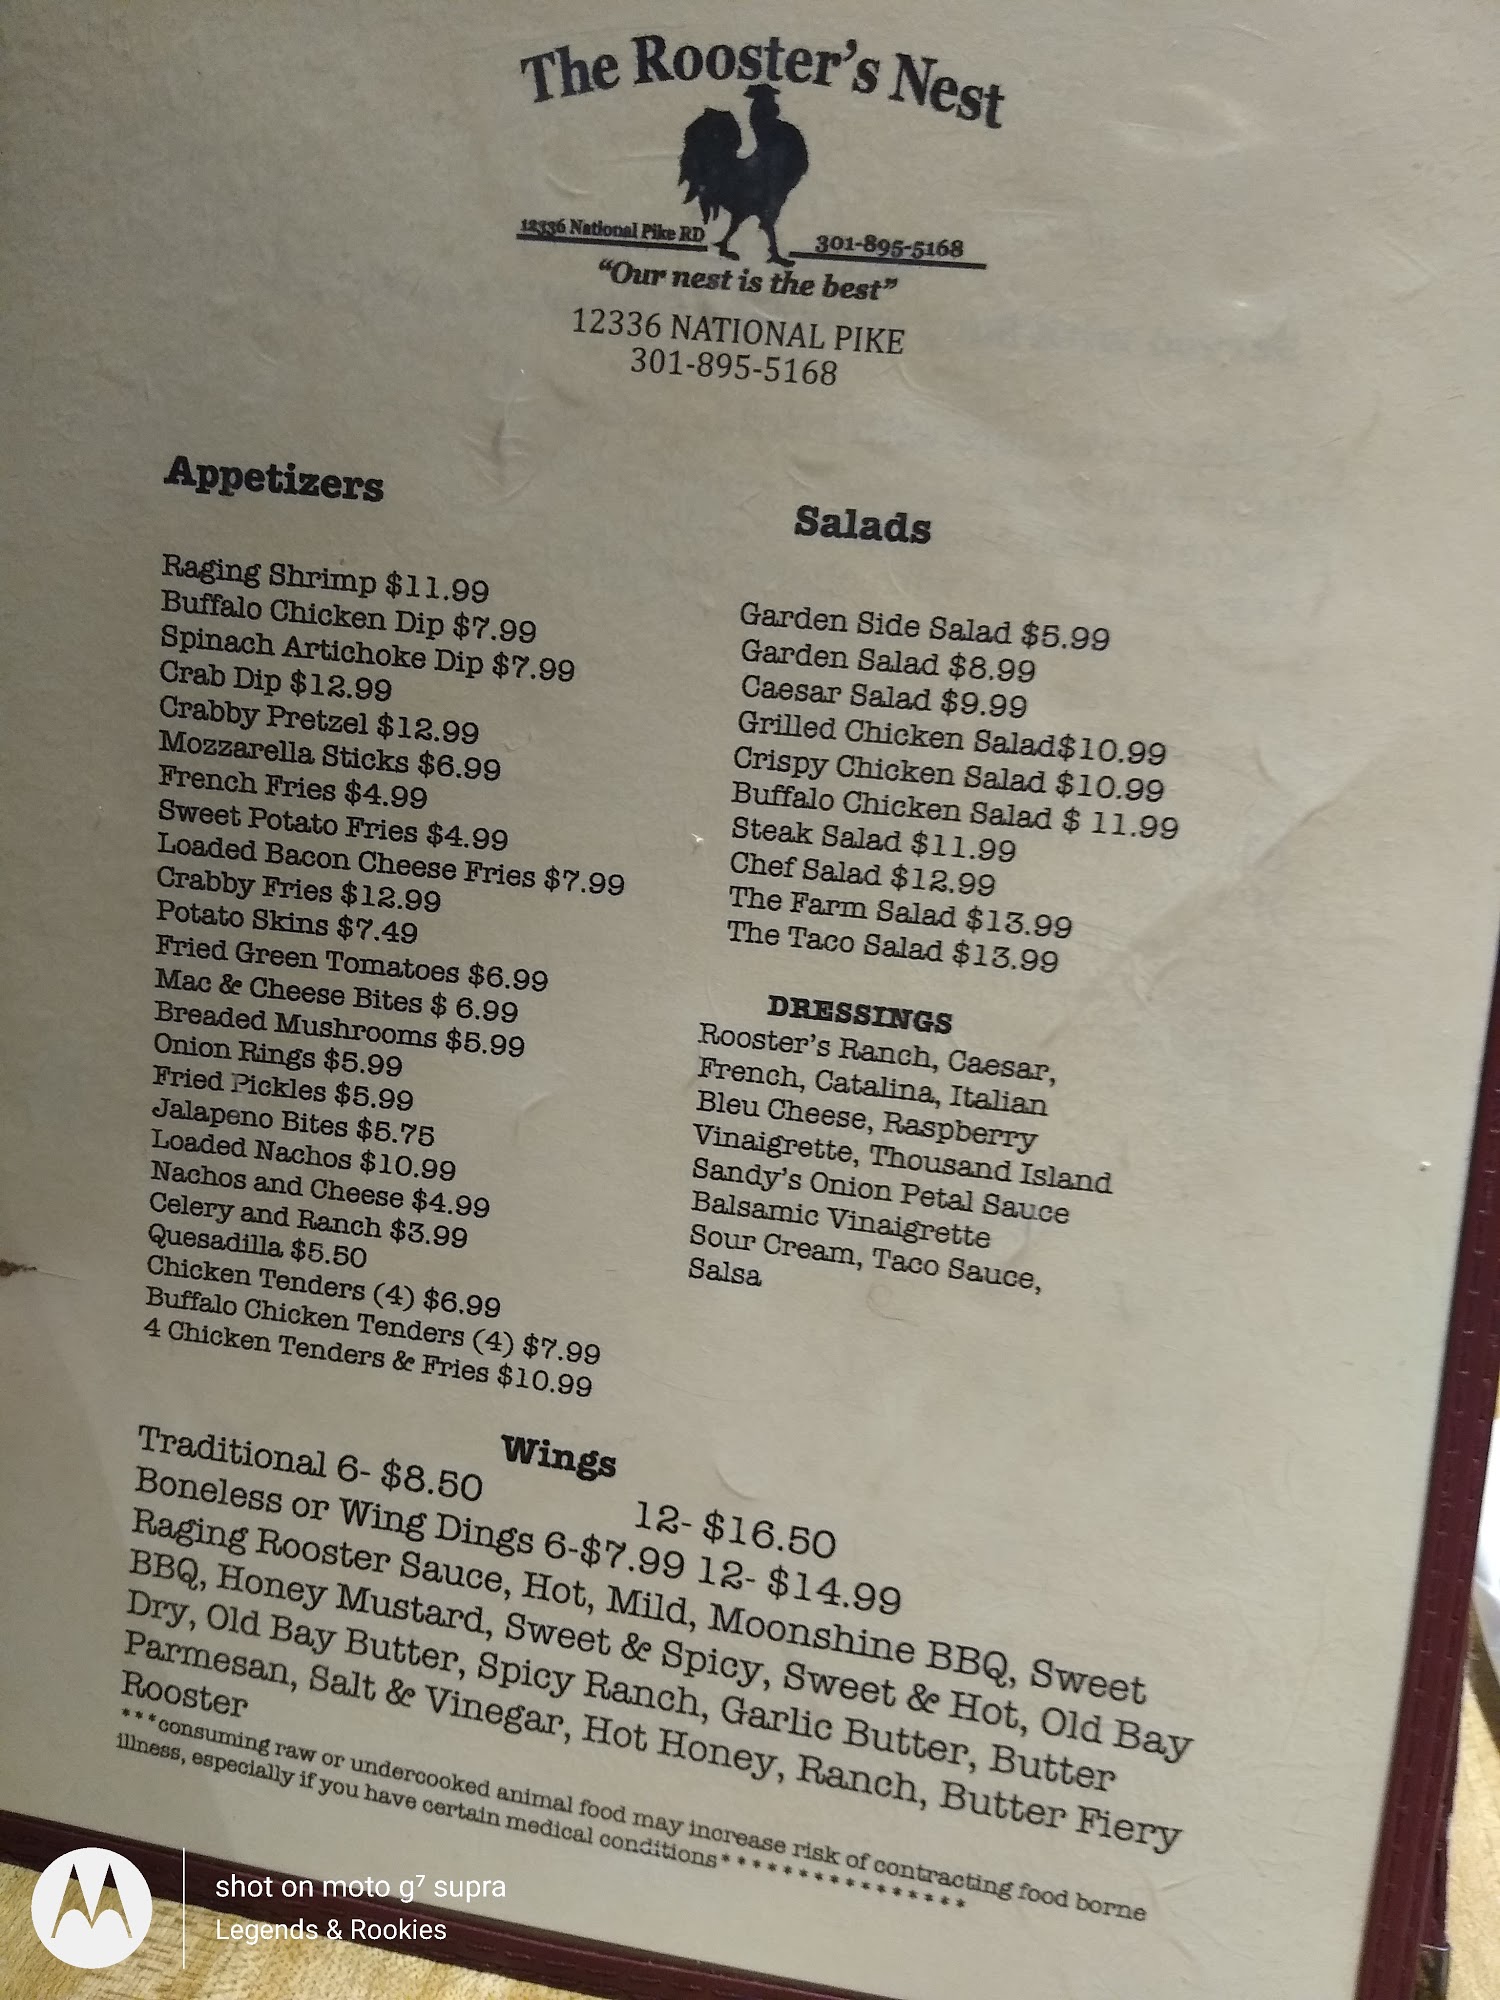 The Rooster's Nest
12336 National Pike RD
301-895-5168
"Our nest is the best"
12336 NATIONAL PIKE
301-895-5168
Appetizers
Raging Shrimp $11.99
Buffalo Chicken Dip $7.99
Spinach Artichoke Dip $7.99
Crab Dip $12.99
Crabby Pretzel $12.99
Mozzarella Sticks $6.99
French Fries $4.99
Sweet Potato Fries $4.99
Loaded Bacon Cheese Fries $7.99
Crabby Fries $12.99
Potato Skins $7.49
Fried Green Tomatoes $6.99
Mac & Cheese Bites $ 6.99
Breaded Mushrooms $5.99
Onion Rings $5.99
Fried Pickles $5.99
Jalapeno Bites $5.75
Loaded Nachos $10.99
Nachos and Cheese $4.99
Celery and Ranch $3.99
Quesadilla $5.50
Chicken Tenders (4) $6.99
Buffalo Chicken Tenders (4) $7.99
4 Chicken Tenders & Fries $10.99
Salads
Garden Side Salad $5.99
Garden Salad $8.99
Caesar Salad $9.99
Grilled Chicken Salad$10.99
Crispy Chicken Salad $10.99
Buffalo Chicken Salad $ 11.99
Steak Salad $11.99
Chef Salad $12.99
The Farm Salad $13.99
The Taco Salad $13.99
DRESSINGS
Rooster's Ranch, Caesar,
French, Catalina, Italian
Bleu Cheese, Raspberry
Vinaigrette, Thousand Island
Sandy's Onion Petal Sauce
Balsamic Vinaigrette
Sour Cream, Taco Sauce,
Salsa
Wings
Traditional 6- $8.50 12- $16.50
Boneless or Wing Dings 6-$7.99 12- $14.99
Raging Rooster Sauce, Hot, Mild, Moonshine BBQ, Sweet
BBQ, Honey Mustard, Sweet & Spicy, Sweet & Hot, Old Bay
Dry, Old Bay Butter, Spicy Ranch, Garlic Butter, Butter
Parmesan, Salt & Vinegar, Hot Honey, Ranch, Butter Fiery
Rooster
***consuming raw or undercooked animal food may increase risk of contracting food borne
illness, especially if you have certain medical conditions*****************
shot on moto g⁷ supra
Legends & Rookies